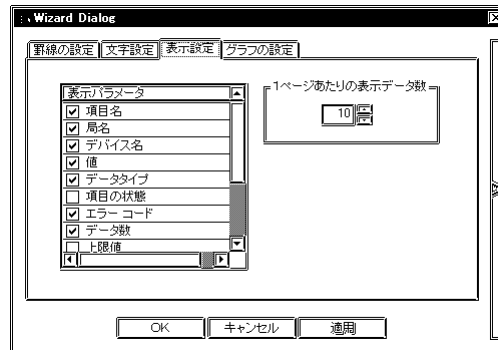 Wizard Dialog
罫線の設定 文字設定 表示設定 グラフの設定
表示パラメータ
項目名
局名
デバイス名
値
データタイプ
項目の状態
エラー コード
データ数
上限値
1ページあたりの表示データ数
10
OK キャンセル 適用